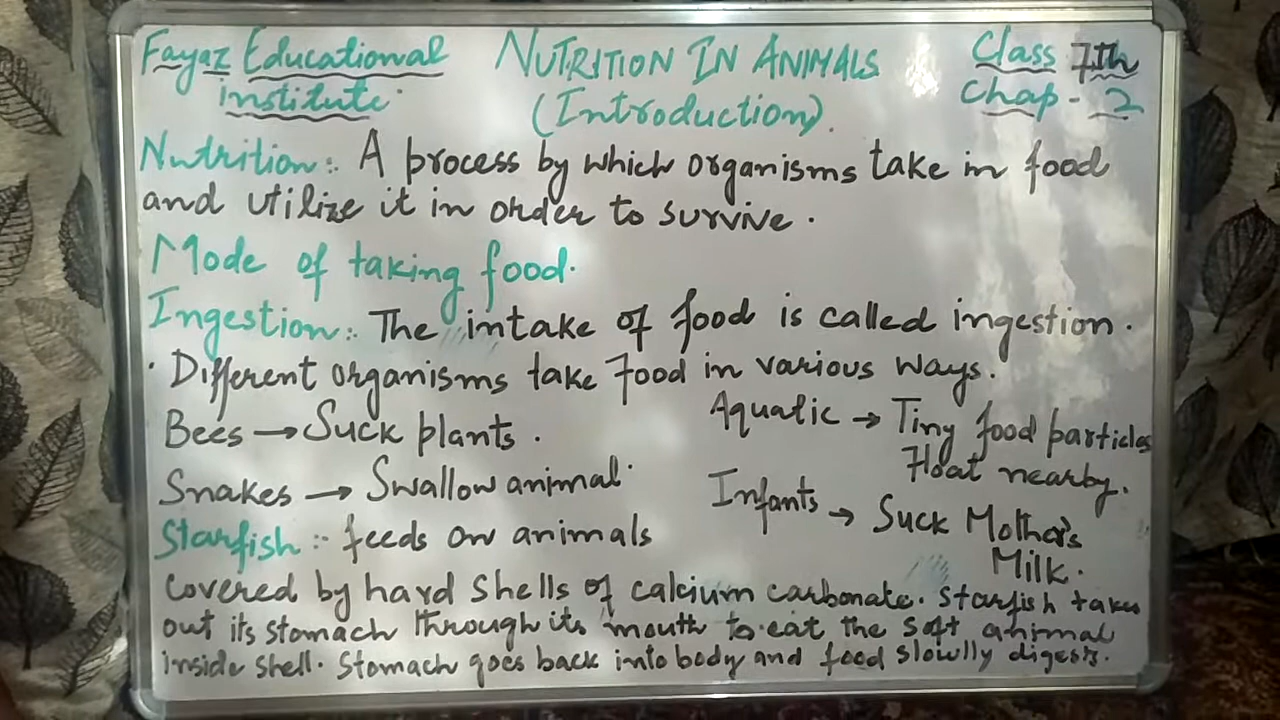 Fayaz Educational institute
NUTRITION IN ANIMALS
(Introduction).
Class 7th
Chap - 2
Nutrition:. A process by which organisms take in food
and utilize it in order to survive.
Mode of taking food.
Ingestion:. The intake of food is called ingestion.
. Different organisms take Food in various ways.
Bees → Suck plants.
Aquatic → Tiny food particles
Float nearby.
Snakes → Swallow animal.
Infants → Suck Mother's
Milk.
Starfish:- feeds on animals
covered by hard shells of calcium carbonate. Starfish takes
out its stomach through its mouth to eat the soft animal
inside shell. Stomach goes back into body and food slowlly digests.